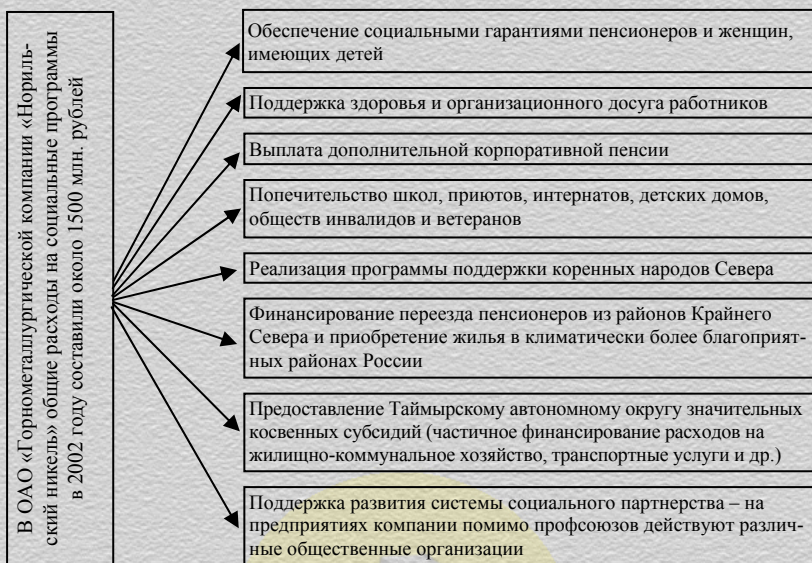 В ОАО «Горнометаллургической компании «Нориль-
ский никель» общие расходы на социальные программы
в 2002 году составили около 1500 млн. рублей
Обеспечение социальными гарантиями пенсионеров и женщин,
имеющих детей
Поддержка здоровья и организационного досуга работников
Выплата дополнительной корпоративной пенсии
Попечительство школ, приютов, интернатов, детских домов,
обществ инвалидов и ветеранов
Реализация программы поддержки коренных народов Севера
Финансирование переезда пенсионеров из районов Крайнего
Севера и приобретение жилья в климатически более благоприят-
ных районах России
Предоставление Таймырскому автономному округу значительных
косвенных субсидий (частичное финансирование расходов на
жилищно-коммунальное хозяйство, транспортные услуги и др.)
Поддержка развития системы социального партнерства – на
предприятиях компании помимо профсоюзов действуют различ-
ные общественные организации